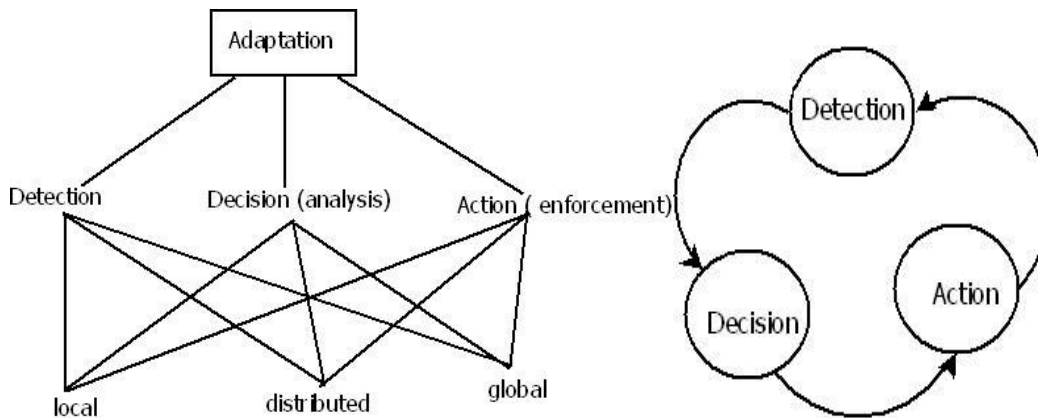 Adaptation
Detection
Decision (analysis)
Action ( enforcement)
local
distributed
global
Detection
Decision
Action